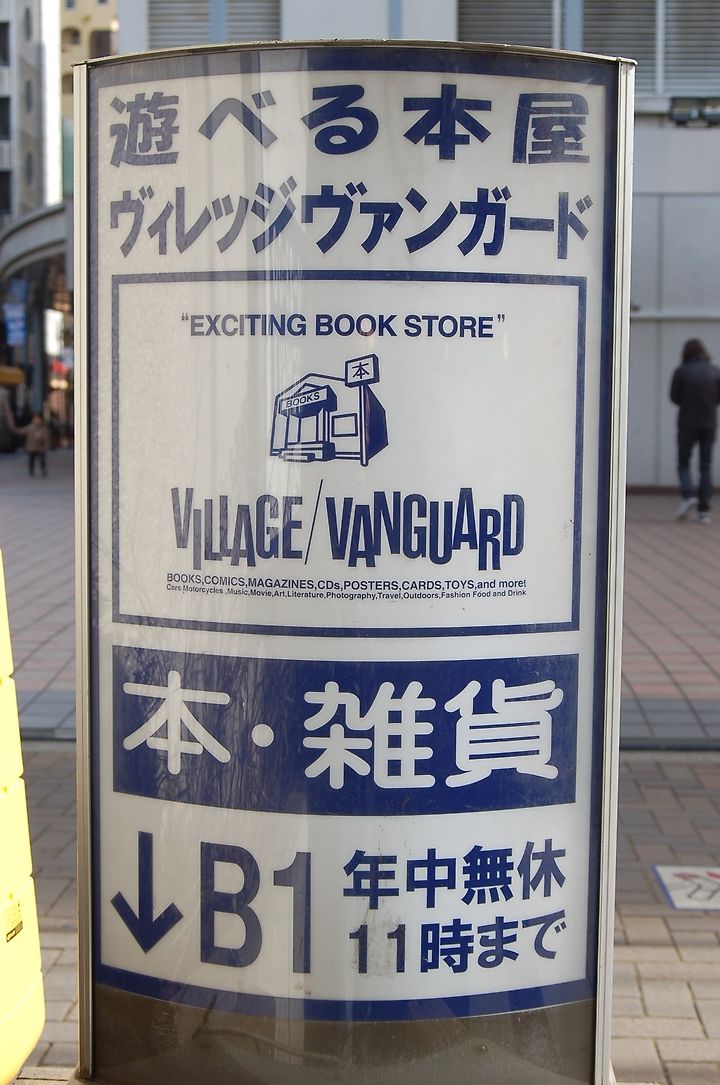 遊べる本屋
ヴィレッジヴァンガード
"EXCITING BOOK STORE"
本
BOOKS
VILLAGE/VANGUARD
BOOKS,COMICS,MAGAZINES,CDs,POSTERS,CARDS,TOYS,and more!
Cars Motorcycles ,Music,Movie,Art,Literature,Photography,Travel,Outdoors,Fashion Food and Drink
本・雑貨
↓B1 年中無休
11時まで